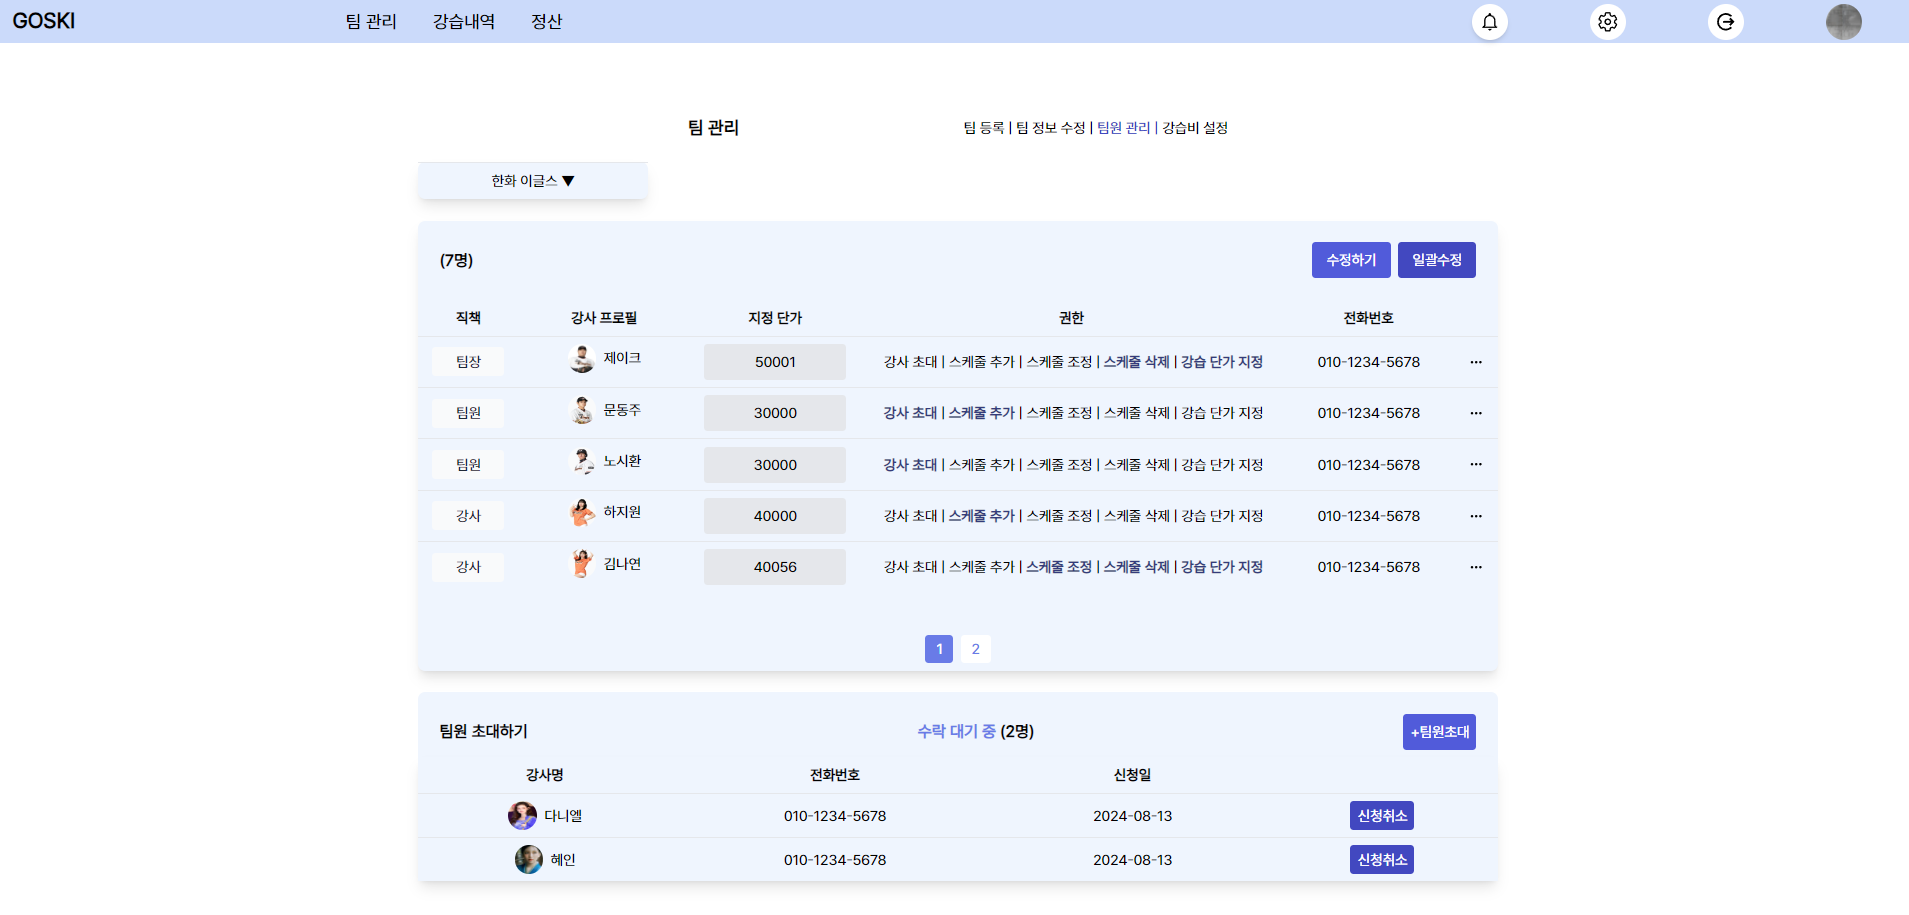 GOSKI 팀 관리 강습내역 정산
팀 관리 팀 등록 | 팀 정보 수정 | 팀원 관리 | 강습비 설정
한화 이글스 ▼
(7명) 수정하기 일괄수정
직책 강사 프로필 지정 단가 권한 전화번호
팀장 제이크 50001 강사 초대 | 스케줄 추가 | 스케줄 조정 | 스케줄 삭제 | 강습 단가 지정 010-1234-5678 ···
팀원 문동주 30000 강사 초대 | 스케줄 추가 | 스케줄 조정 | 스케줄 삭제 | 강습 단가 지정 010-1234-5678 ···
팀원 노시환 30000 강사 초대 | 스케줄 추가 | 스케줄 조정 | 스케줄 삭제 | 강습 단가 지정 010-1234-5678 ···
강사 하지원 40000 강사 초대 | 스케줄 추가 | 스케줄 조정 | 스케줄 삭제 | 강습 단가 지정 010-1234-5678 ···
강사 김나연 40056 강사 초대 | 스케줄 추가 | 스케줄 조정 | 스케줄 삭제 | 강습 단가 지정 010-1234-5678 ···
1 2
팀원 초대하기 수락 대기 중 (2명) +팀원초대
강사명 전화번호 신청일
다니엘 010-1234-5678 2024-08-13 신청취소
혜인 010-1234-5678 2024-08-13 신청취소